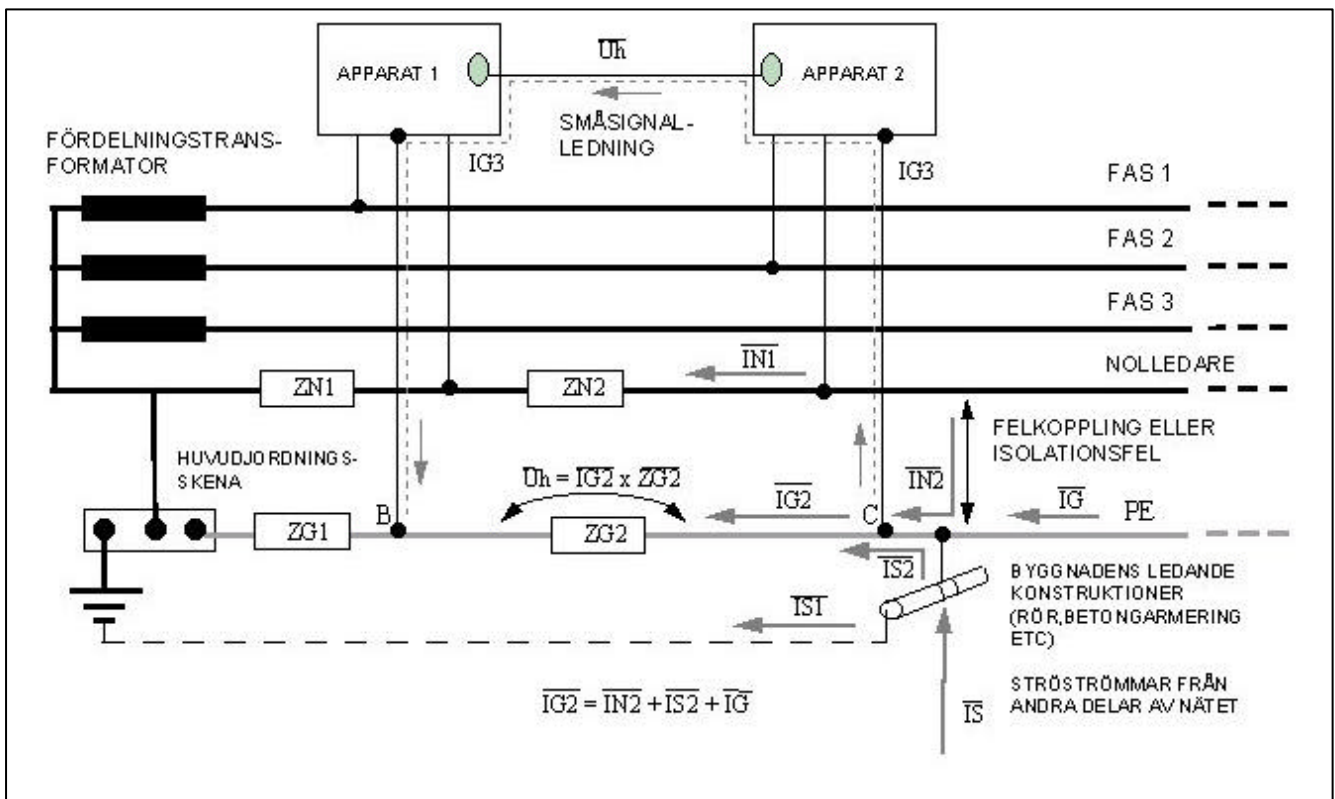 Uh
APPARAT 1
APPARAT 2
SMÅSIGNAL-
LEDNING
FÖRDELNINGSTRANS-
FORMATOR
IG3
IG3
FAS 1
FAS 2
FAS 3
NOLLEDARE
IN1
ZN1
ZN2
FELKOPPLING ELLER
ISOLATIONSFEL
HUVUDJORDNINGS-
SKENA
Uh = IG2 x ZG2
IN2
IG2
IG
B
C
PE
ZG1
ZG2
IS2
BYGGNADENS LEDANDE
KONSTRUKTIONER
(RÖR,BETONGARMERING
ETC)
IS1
STRÖSTRÖMMAR FRÅN
ANDRA DELAR AV NÄTET
IG2 = IN2 + IS2 + IG
IS